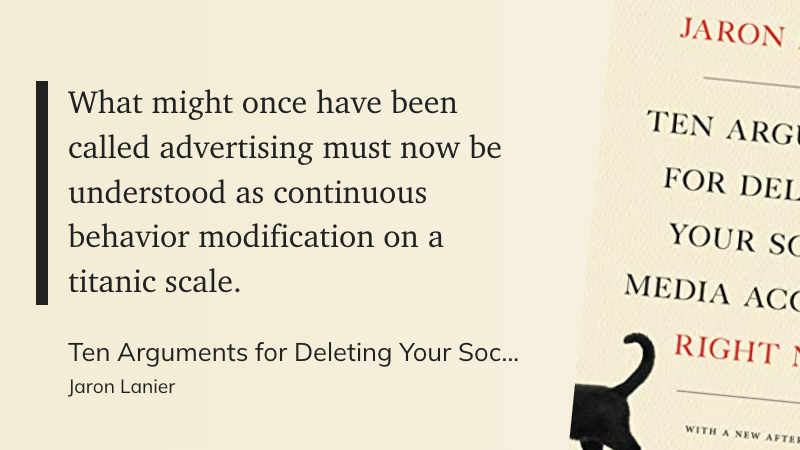 What might once have been
called advertising must now be
understood as continuous
behavior modification on a
titanic scale.
Ten Arguments for Deleting Your Soc...
Jaron Lanier
JARON
TEN ARGU
FOR DEL
YOUR SO
MEDIA ACC
RIGHT N
WITH A NEW AFTER